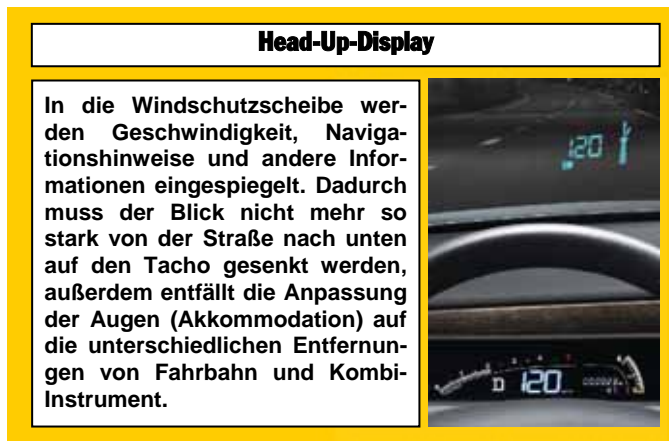 Head-Up-Display
In die Windschutzscheibe wer-
den Geschwindigkeit, Naviga-
tionshinweise und andere Infor-
mationen eingespiegelt. Dadurch
muss der Blick nicht mehr so
stark von der Straße nach unten
auf den Tacho gesenkt werden,
außerdem entfällt die Anpassung
der Augen (Akkommodation) auf
die unterschiedlichen Entfernun-
gen von Fahrbahn und Kombi-
Instrument.
120
D 120